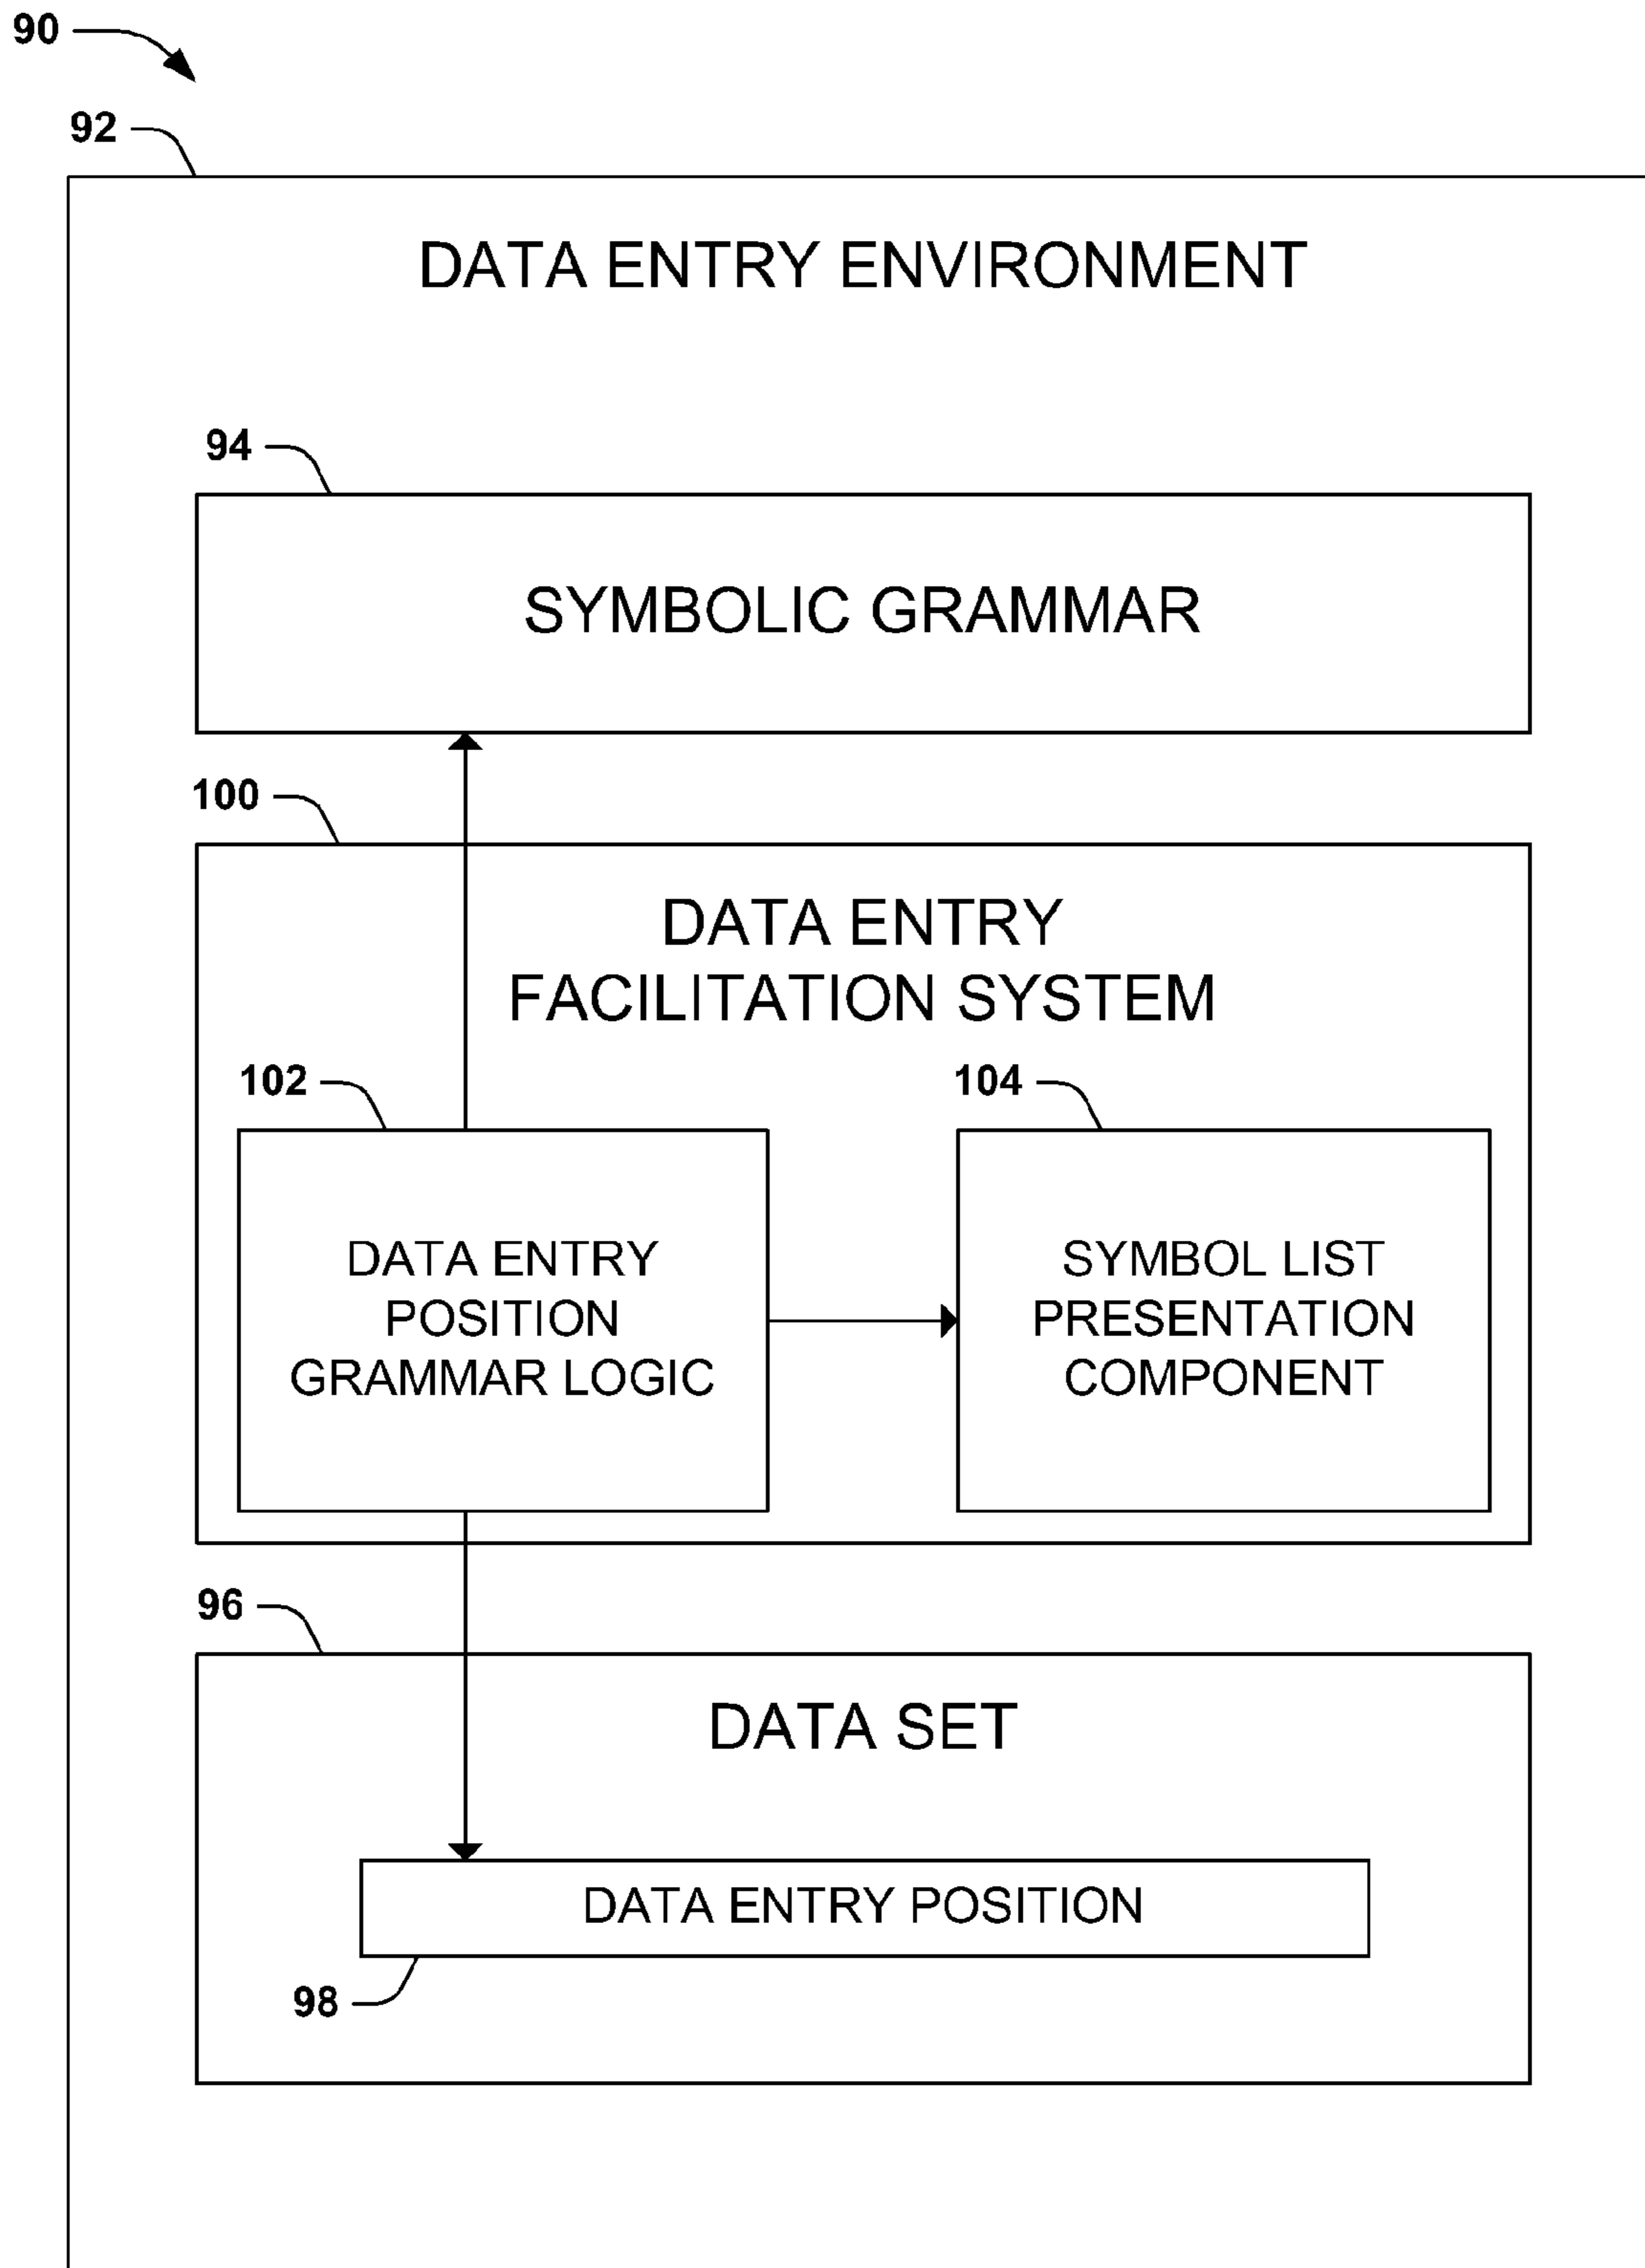 90
92
DATA ENTRY ENVIRONMENT
94
SYMBOLIC GRAMMAR
100
DATA ENTRY
FACILITATION SYSTEM
102
104
DATA ENTRY
POSITION
GRAMMAR LOGIC
SYMBOL LIST
PRESENTATION
COMPONENT
96
DATA SET
DATA ENTRY POSITION
98